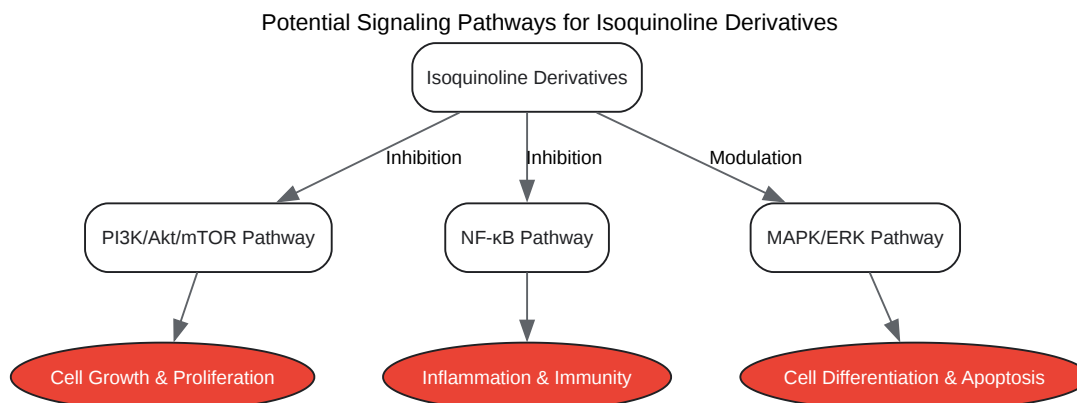 Potential Signaling Pathways for Isoquinoline Derivatives
Isoquinoline Derivatives
Inhibition
Inhibition
Modulation
PI3K/Akt/mTOR Pathway
NF-κB Pathway
MAPK/ERK Pathway
Cell Growth & Proliferation
Inflammation & Immunity
Cell Differentiation & Apoptosis